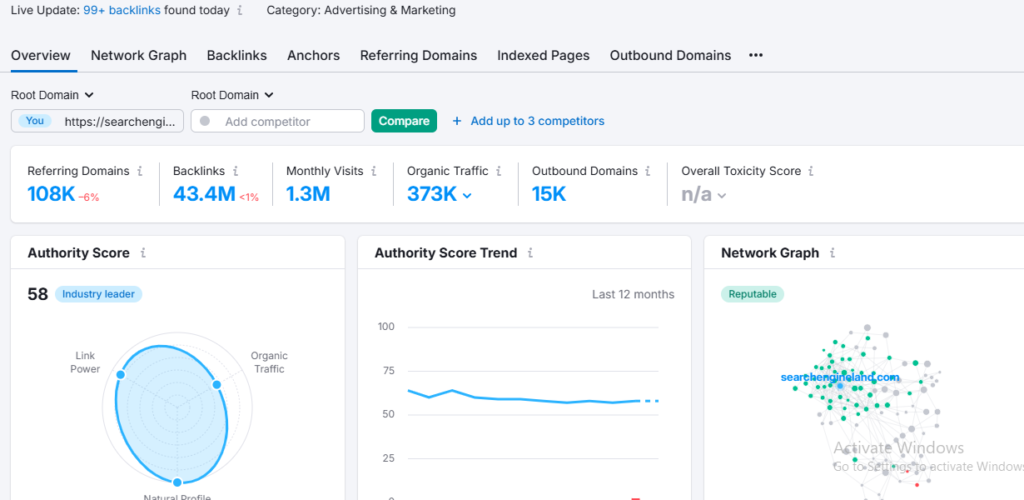 Live Update: 99+ backlinks found today i Category: Advertising & Marketing
Overview Network Graph Backlinks Anchors Referring Domains Indexed Pages Outbound Domains •••
Root Domain Root Domain
You https://searchengi... Add competitor Compare + Add up to 3 competitors
Referring Domains i Backlinks i Monthly Visits i Organic Traffic i Outbound Domains i Overall Toxicity Score i
108K -6% 43.4M <1% 1.3M 373K 15K n/a
Authority Score i Authority Score Trend i Network Graph i
58 Industry leader
Last 12 months
Reputable
100
75
50
25
0
Link
Power
Organic
Traffic
Natural Profile
searchengineland.com
Activate Windows
Go to Settings to activate Windows